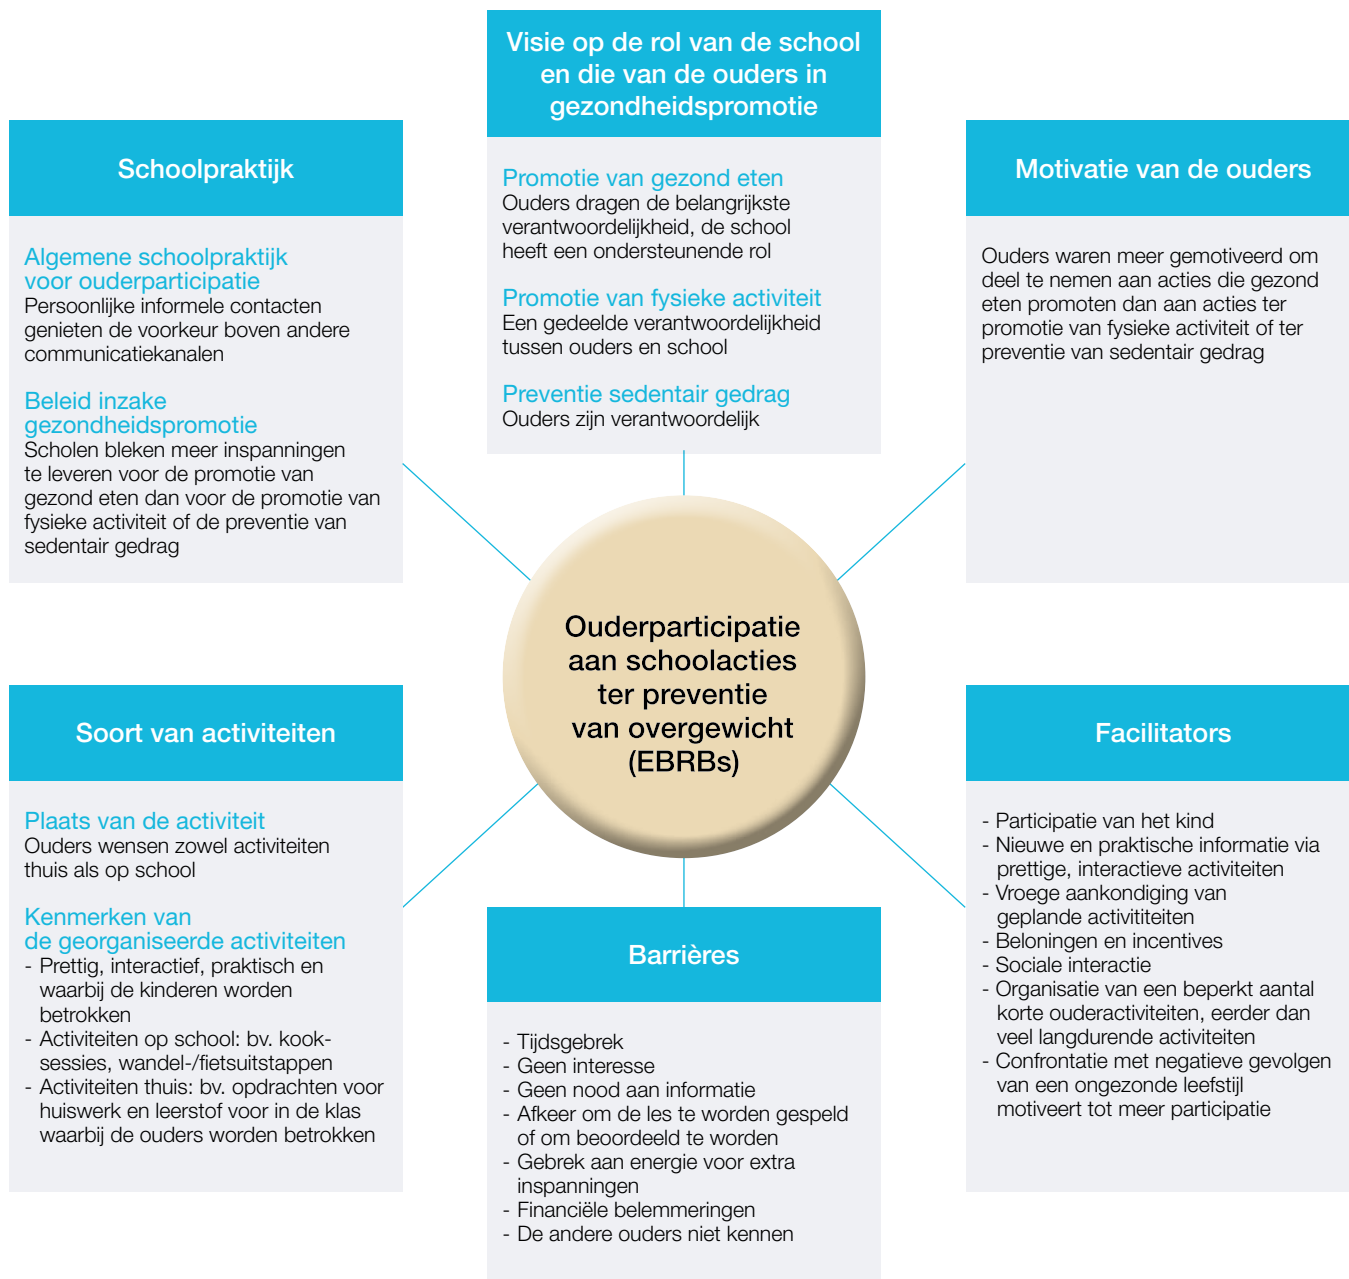 Visie op de rol van de school
en die van de ouders in
gezondheidspromotie
Promotie van gezond eten
Ouders dragen de belangrijkste
verantwoordelijkheid, de school
heeft een ondersteunende rol
Promotie van fysieke activiteit
Een gedeelde verantwoordelijkheid
tussen ouders en school
Preventie sedentair gedrag
Ouders zijn verantwoordelijk
Schoolpraktijk
Algemene schoolpraktijk
voor ouderparticipatie
Persoonlijke informele contacten
genieten de voorkeur boven andere
communicatiekanalen
Beleid inzake
gezondheidspromotie
Scholen bleken meer inspanningen
te leveren voor de promotie van
gezond eten dan voor de promotie van
fysieke activiteit of de preventie van
sedentair gedrag
Motivatie van de ouders
Ouders waren meer gemotiveerd om
deel te nemen aan acties die gezond
eten promoten dan aan acties ter
promotie van fysieke activiteit of ter
preventie van sedentair gedrag
Ouderparticipatie
aan schoolacties
ter preventie
van overgewicht
(EBRBs)
Soort van activiteiten
Plaats van de activiteit
Ouders wensen zowel activiteiten
thuis als op school
Kenmerken van
de georganiseerde activiteiten
- Prettig, interactief, praktisch en
waarbij de kinderen worden
betrokken
- Activiteiten op school: bv. kook-
sessies, wandel-/fietsuitstappen
- Activiteiten thuis: bv. opdrachten voor
huiswerk en leerstof voor in de klas
waarbij de ouders worden betrokken
Barrières
- Tijdsgebrek
- Geen interesse
- Geen nood aan informatie
- Afkeer om de les te worden gespeld
of om beoordeeld te worden
- Gebrek aan energie voor extra
inspanningen
- Financiële belemmeringen
- De andere ouders niet kennen
Facilitators
- Participatie van het kind
- Nieuwe en praktische informatie via
prettige, interactieve activiteiten
- Vroege aankondiging van
geplande activititeiten
- Beloningen en incentives
- Sociale interactie
- Organisatie van een beperkt aantal
korte ouderactiviteiten, eerder dan
veel langdurende activiteiten
- Confrontatie met negatieve gevolgen
van een ongezonde leefstijl
motiveert tot meer participatie